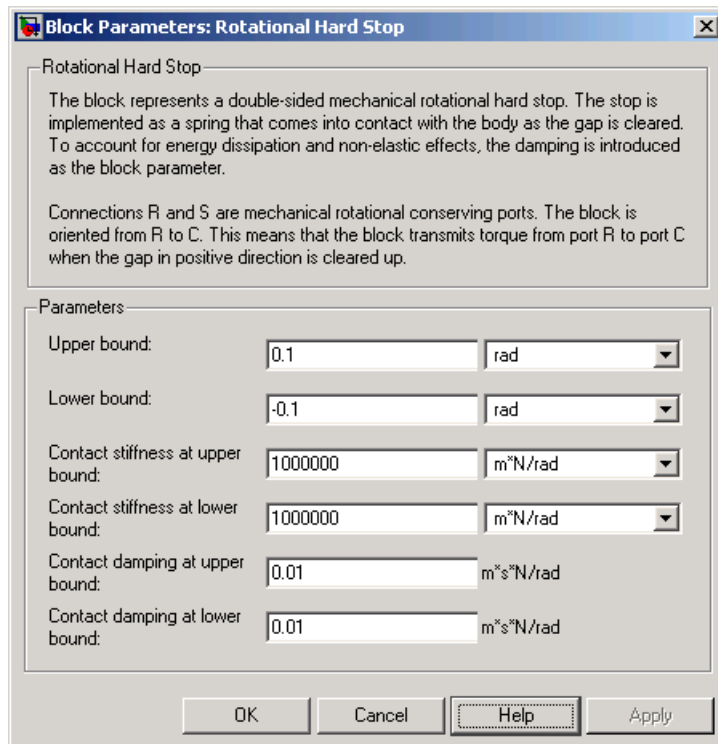 Block Parameters: Rotational Hard Stop
Rotational Hard Stop
The block represents a double-sided mechanical rotational hard stop. The stop is
implemented as a spring that comes into contact with the body as the gap is cleared.
To account for energy dissipation and non-elastic effects, the damping is introduced
as the block parameter.
Connections R and S are mechanical rotational conserving ports. The block is
oriented from R to C. This means that the block transmits torque from port R to port C
when the gap in positive direction is cleared up.
Parameters
Upper bound: 0.1 rad
Lower bound: -0.1 rad
Contact stiffness at upper
bound: 1000000 m*N/rad
Contact stiffness at lower
bound: 1000000 m*N/rad
Contact damping at upper
bound: 0.01 m*s*N/rad
Contact damping at lower
bound: 0.01 m*s*N/rad
OK Cancel Help Apply